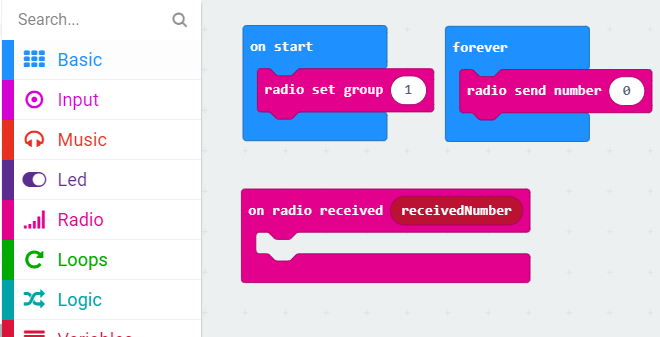 Search...
Basic
Input
Music
Led
Radio
Loops
Logic
Variables
on start
radio set group 1
forever
radio send number 0
on radio received receivedNumber